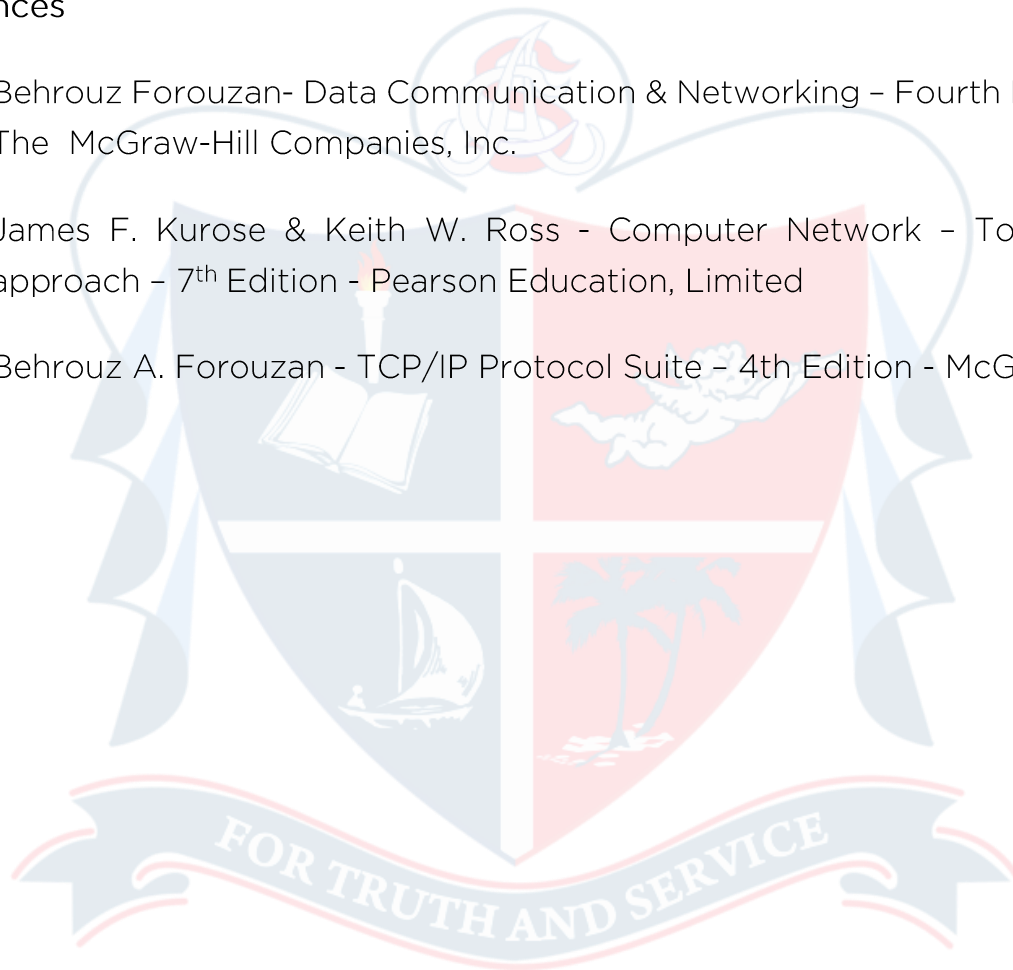 nces
Behrouz Forouzan- Data Communication & Networking – Fourth
The McGraw-Hill Companies, Inc.
James F. Kurose & Keith W. Ross - Computer Network – To
approach – 7th Edition - Pearson Education, Limited
Behrouz A. Forouzan - TCP/IP Protocol Suite – 4th Edition - McG
FOR TRUTH AND SERVICE